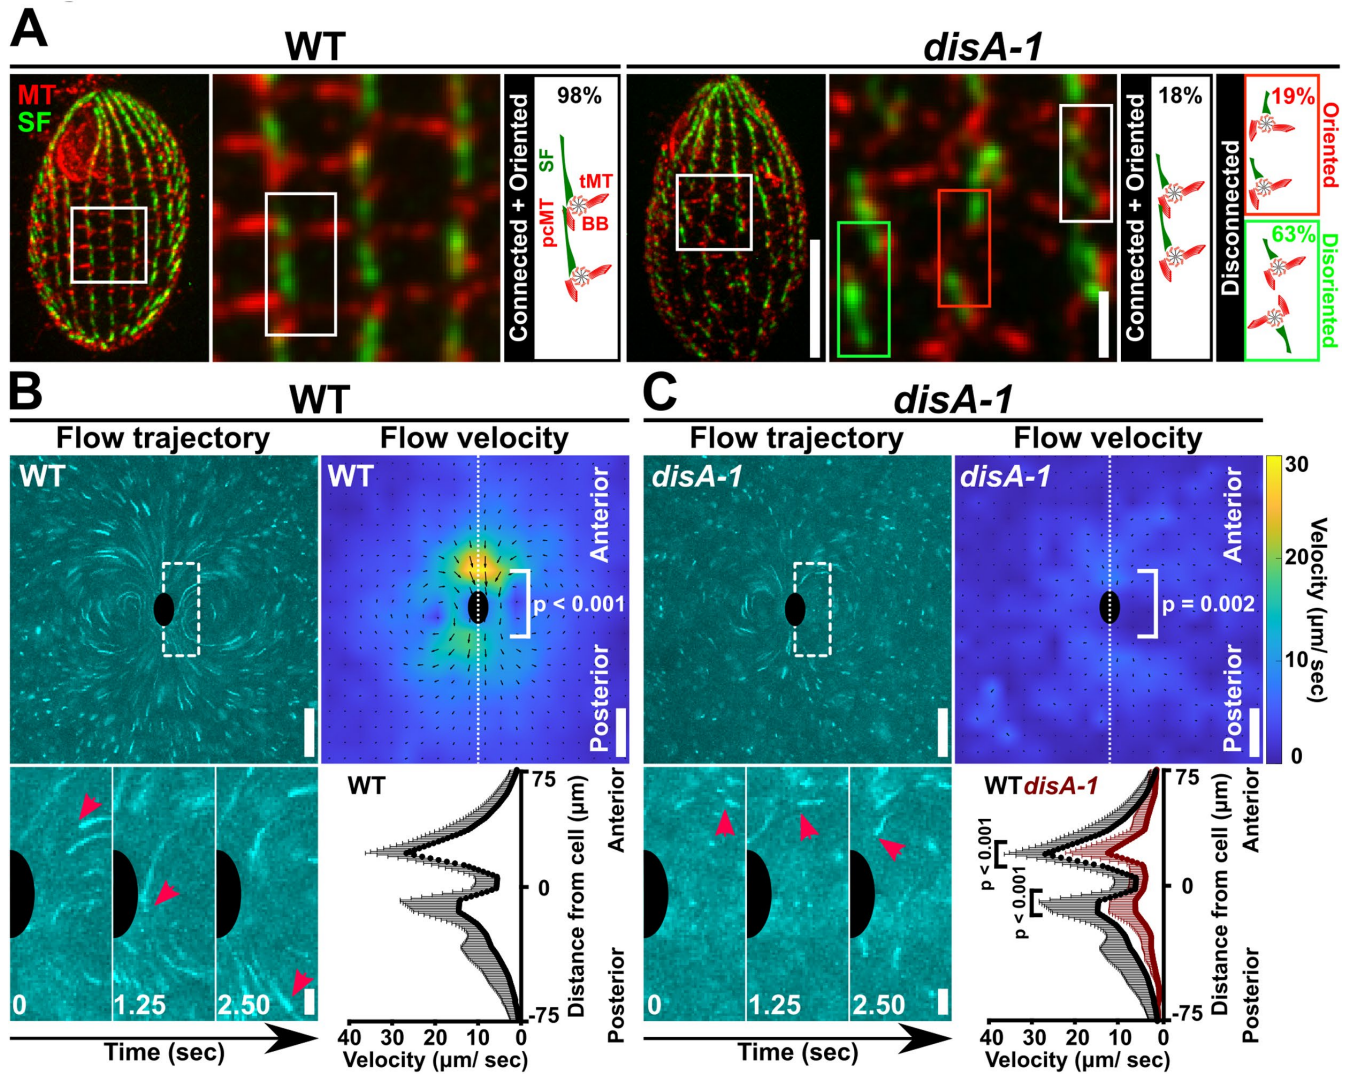 A
WT
disA-1
MT
SF
Connected + Oriented
98%
SF
tMT
pcMT
BB
Connected + Oriented
18%
Disconnected
19%
Oriented
63%
Disoriented
B
WT
Flow trajectory
Flow velocity
WT
WT
Anterior
p < 0.001
Posterior
0
1.25
2.50
Time (sec)
WT
75
0
-75
Distance from cell (μm)
Anterior
Posterior
40 30 20 10 0
Velocity (μm/ sec)
C
disA-1
Flow trajectory
Flow velocity
disA-1
disA-1
Anterior
p = 0.002
Posterior
30
20
10
0
Velocity (μm/ sec)
0
1.25
2.50
Time (sec)
WT disA-1
p < 0.001
p < 0.001
75
0
-75
Distance from cell (μm)
Anterior
Posterior
40 30 20 10 0
Velocity (μm/ sec)